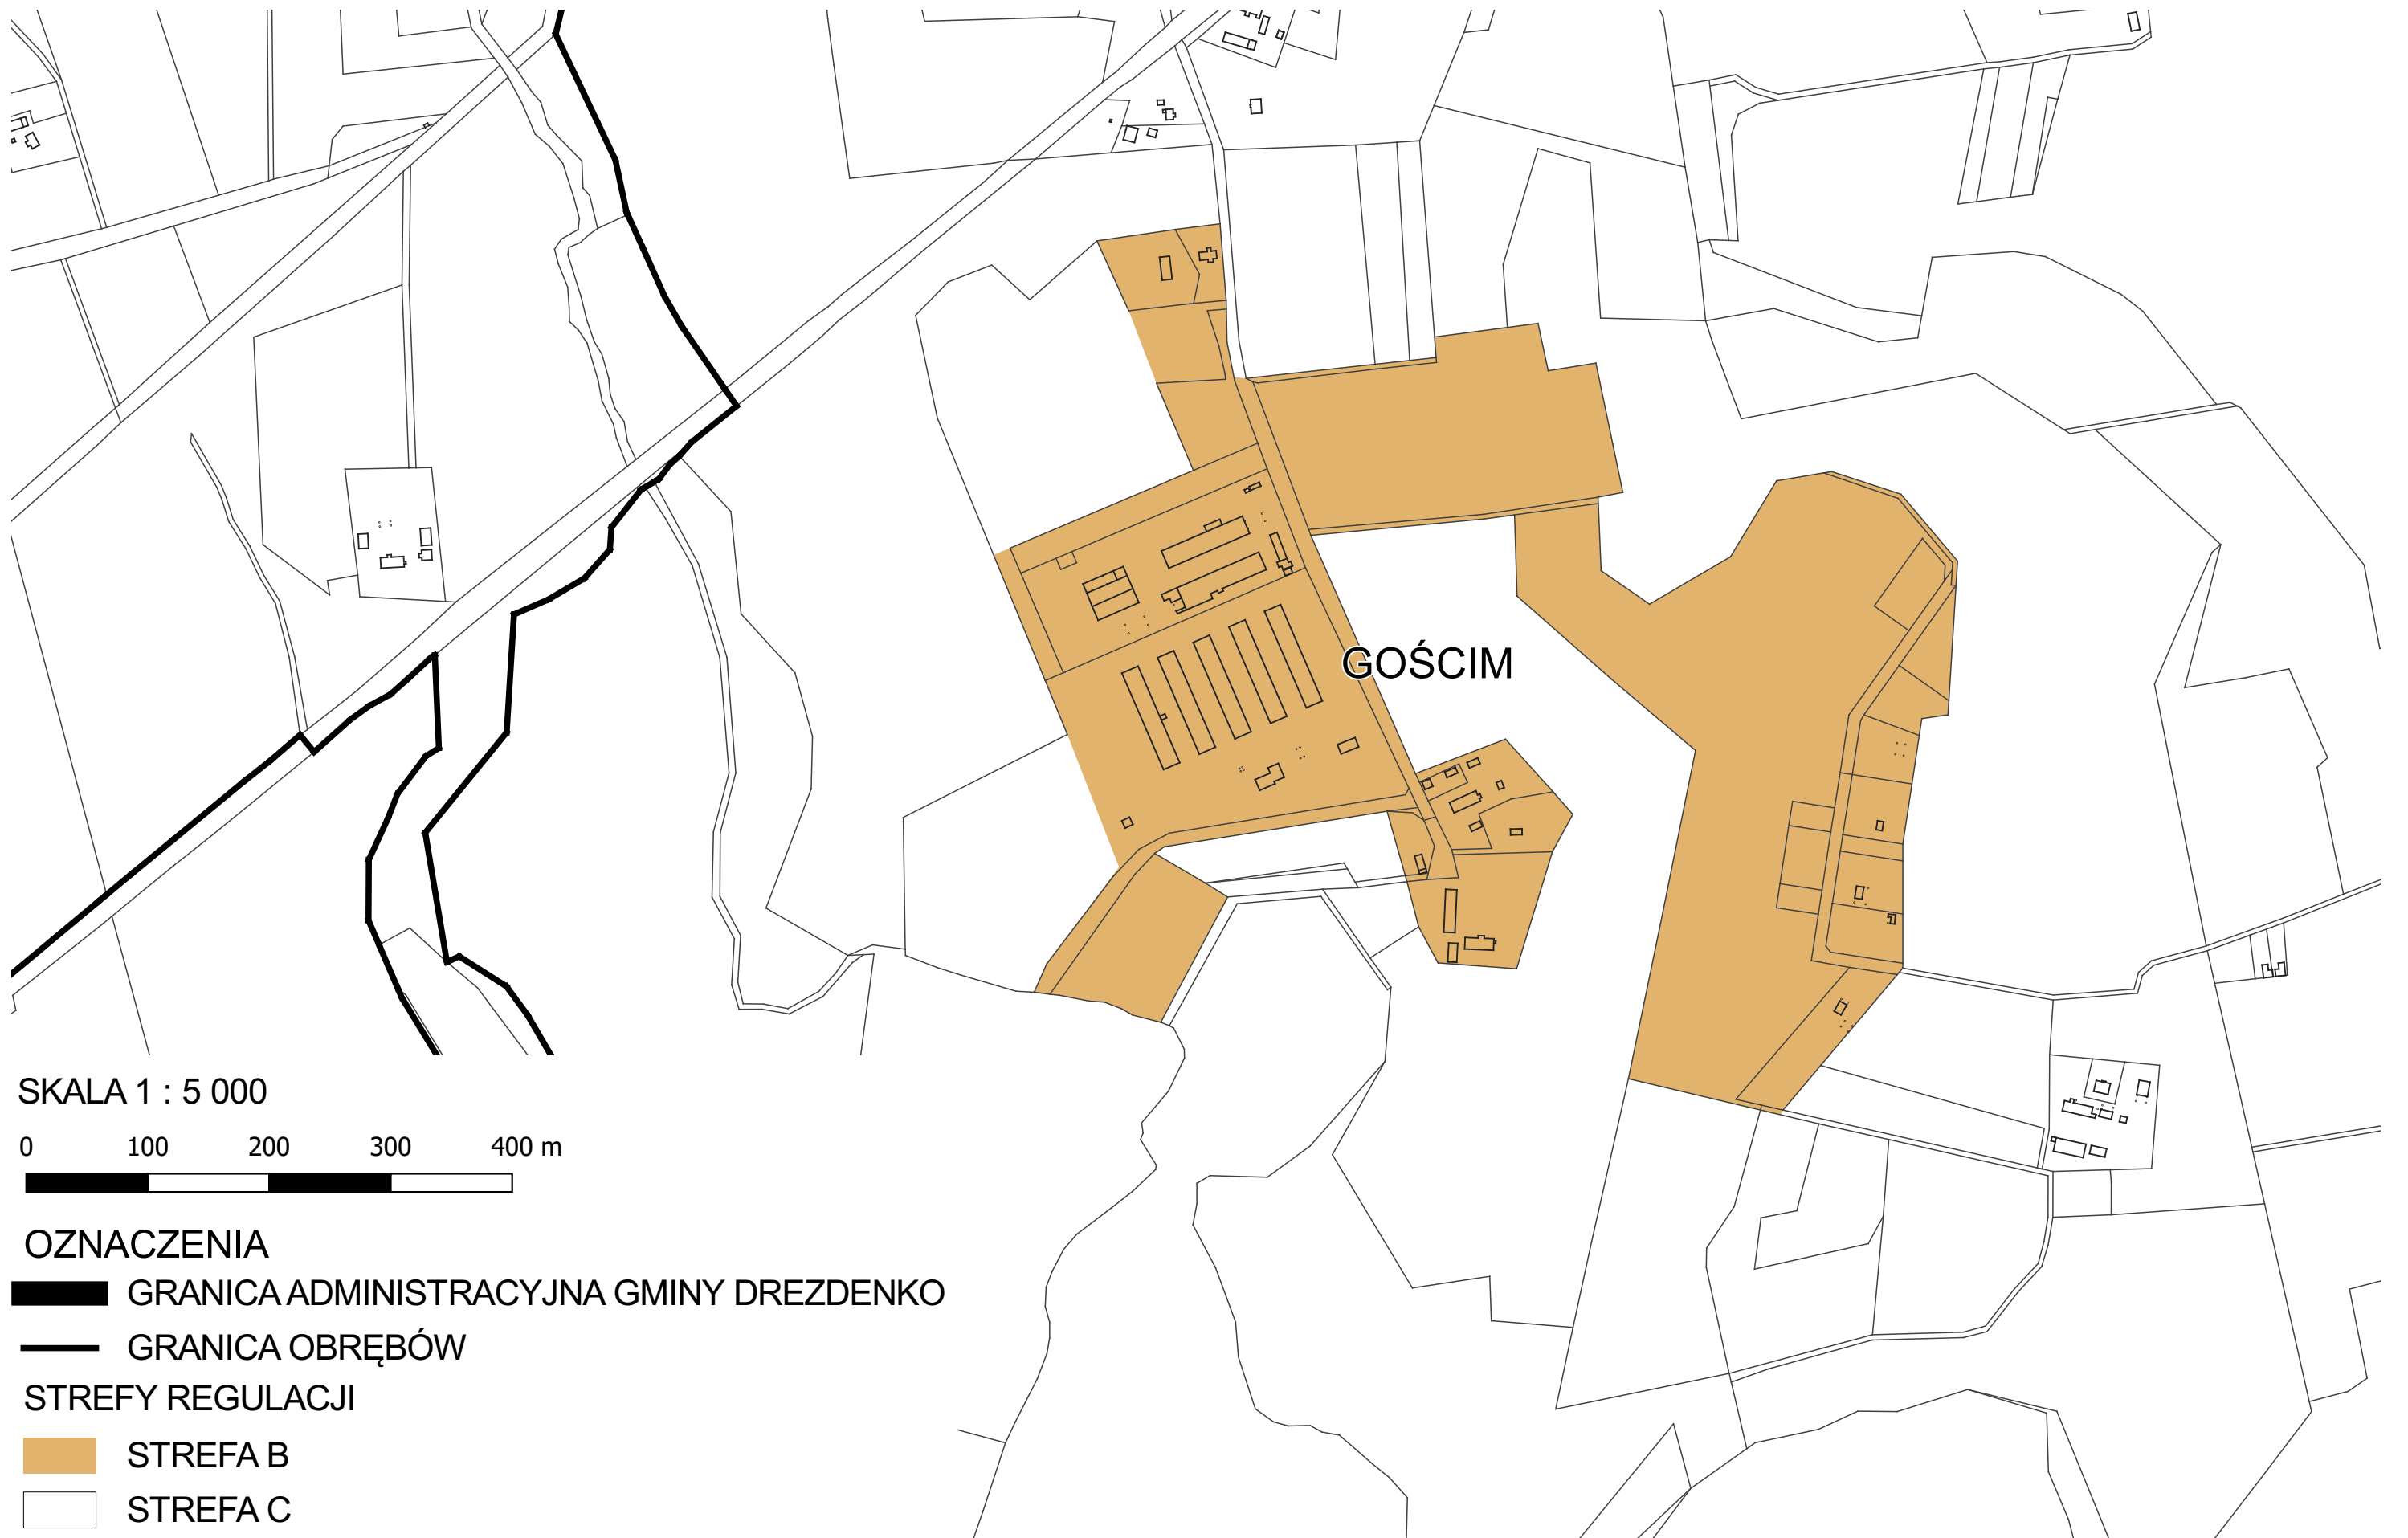 GOŚCIM
SKALA 1 : 5 000
0 100 200 300 400 m
OZNACZENIA
GRANICA ADMINISTRACYJNA GMINY DREZDENKO
GRANICA OBRĘBÓW
STREFY REGULACJI
STREFA B
STREFA C